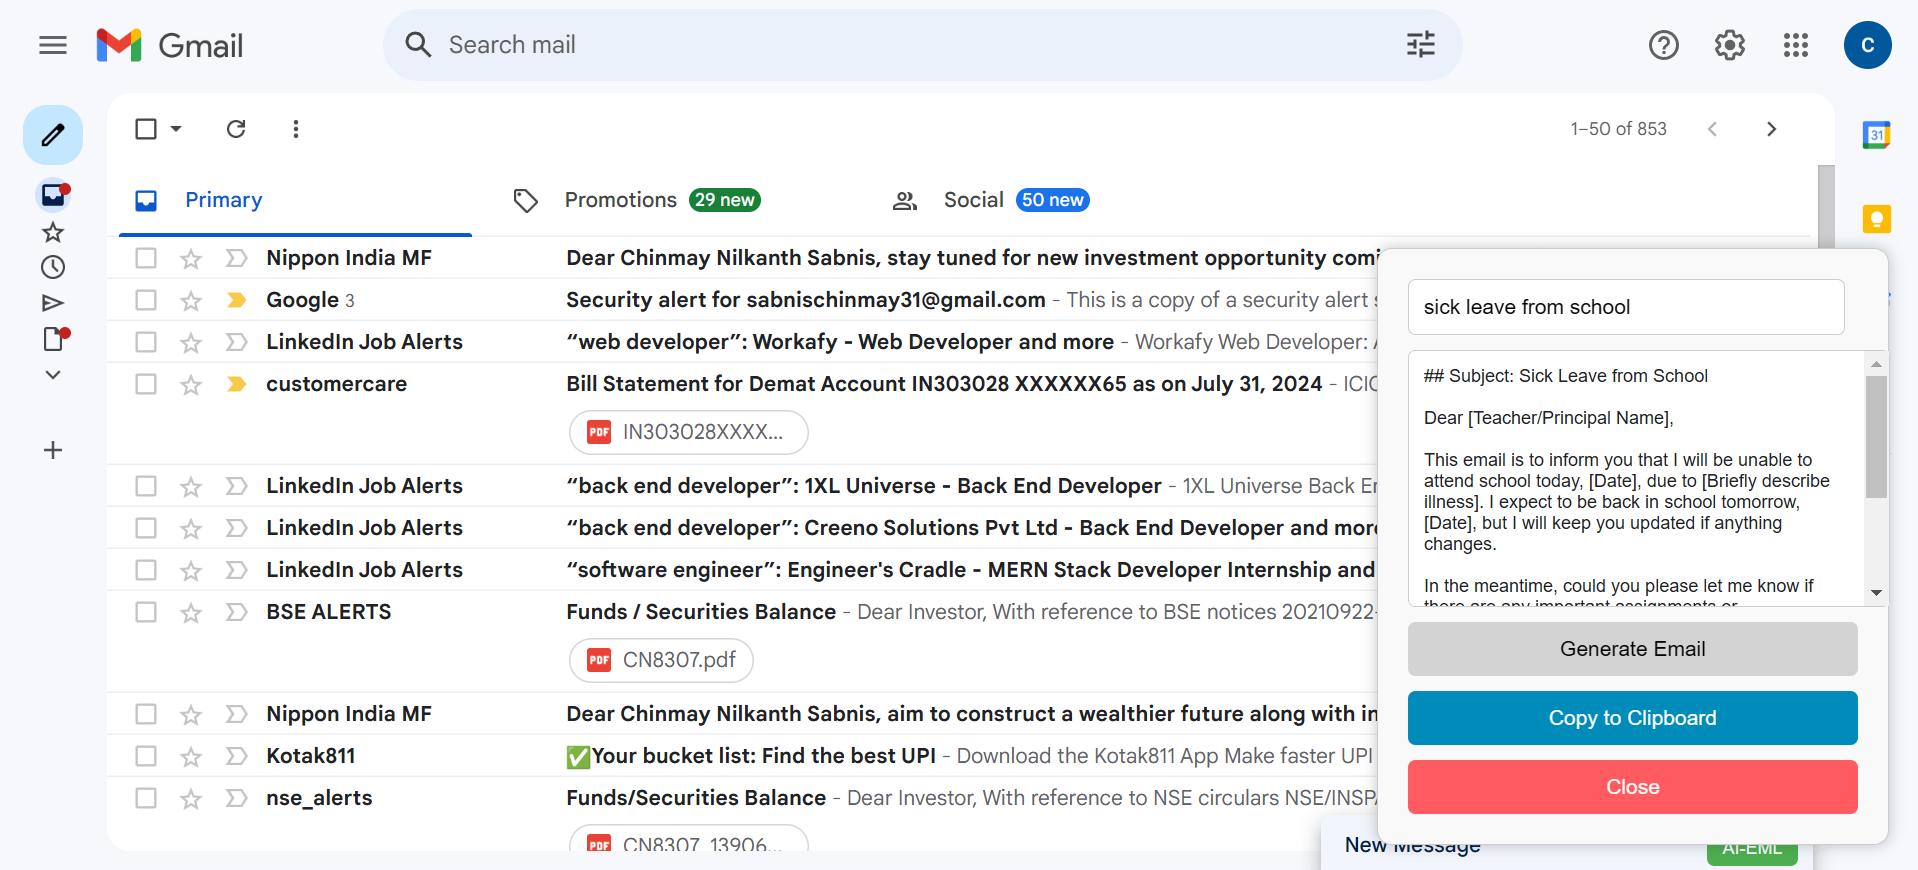 Gmail
Search mail
C
1–50 of 853
31
Primary
Promotions 29 new
Social 50 new
Nippon India MF Dear Chinmay Nilkanth Sabnis, stay tuned for new investment opportunity
Google 3 Security alert for sabnischinmay31@gmail.com - This is a copy of a security alert
LinkedIn Job Alerts “web developer”: Workafy - Web Developer and more - Workafy Web Developer:
customercare Bill Statement for Demat Account IN303028 XXXXXX65 as on July 31, 2024 -
PDF IN303028XXXX...
LinkedIn Job Alerts “back end developer”: 1XL Universe - Back End Developer - 1XL Universe Back
LinkedIn Job Alerts “back end developer”: Creeno Solutions Pvt Ltd - Back End Developer and more
LinkedIn Job Alerts “software engineer”: Engineer's Cradle - MERN Stack Developer Internship and
BSE ALERTS Funds / Securities Balance - Dear Investor, With reference to BSE notices 20210922-
PDF CN8307.pdf
Nippon India MF Dear Chinmay Nilkanth Sabnis, aim to construct a wealthier future along with
Kotak811 ✅Your bucket list: Find the best UPI - Download the Kotak811 App Make faster UPI
nse_alerts Funds/Securities Balance - Dear Investor, With reference to NSE circulars
PDF CN8307_13906...
sick leave from school
## Subject: Sick Leave from School
Dear [Teacher/Principal Name],
This email is to inform you that I will be unable to
attend school today, [Date], due to [Briefly describe
illness]. I expect to be back in school tomorrow,
[Date], but I will keep you updated if anything
changes.
In the meantime, could you please let me know if
there are any important assignments or
Generate Email
Copy to Clipboard
Close
New Message
AI-EML